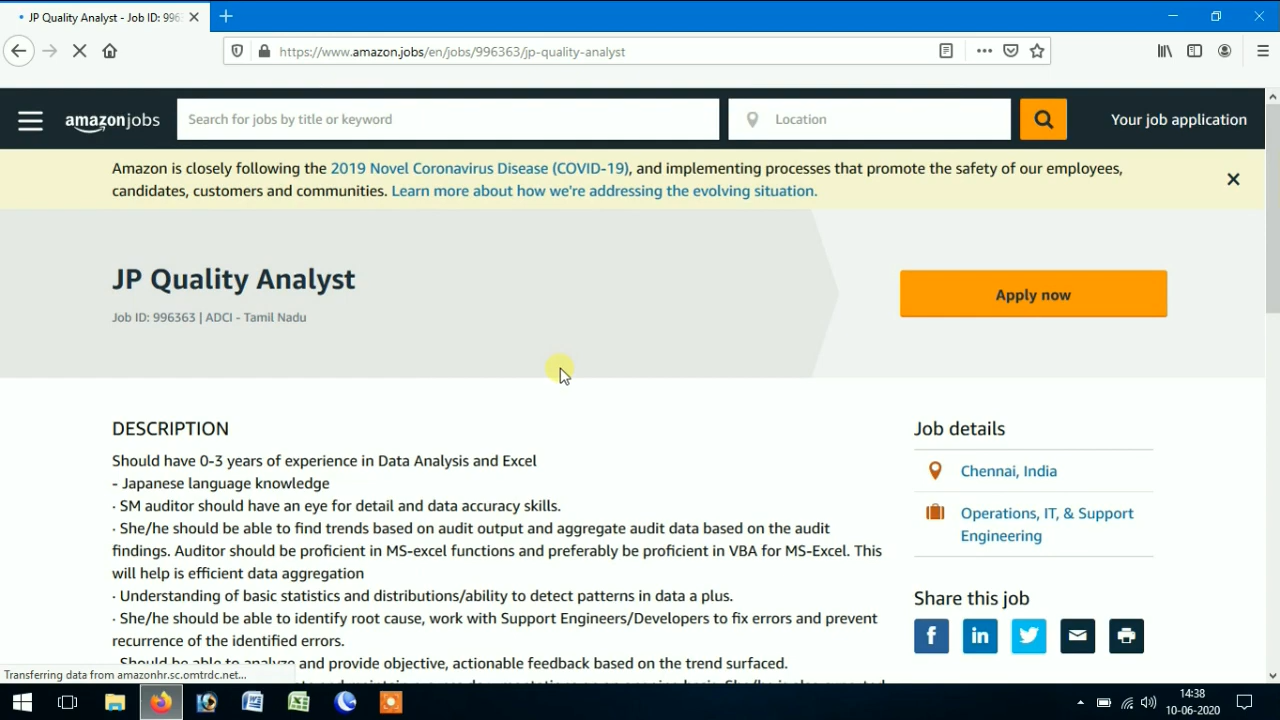 JP Quality Analyst - Job ID: 996
https://www.amazon.jobs/en/jobs/996363/jp-quality-analyst
amazonjobs
Search for jobs by title or keyword
Location
Your job application
Amazon is closely following the 2019 Novel Coronavirus Disease (COVID-19), and implementing processes that promote the safety of our employees,
candidates, customers and communities. Learn more about how we're addressing the evolving situation.
JP Quality Analyst
Job ID: 996363 | ADCI - Tamil Nadu
Apply now
DESCRIPTION
Should have 0-3 years of experience in Data Analysis and Excel
- Japanese language knowledge
· SM auditor should have an eye for detail and data accuracy skills.
· She/he should be able to find trends based on audit output and aggregate audit data based on the audit
findings. Auditor should be proficient in MS-excel functions and preferably be proficient in VBA for MS-Excel. This
will help is efficient data aggregation
· Understanding of basic statistics and distributions/ability to detect patterns in data a plus.
· She/he should be able to identify root cause, work with Support Engineers/Developers to fix errors and prevent
recurrence of the identified errors.
· Should be able to analyze and provide objective, actionable feedback based on the trend surfaced.
Job details
Chennai, India
Operations, IT, & Support
Engineering
Share this job
Transferring data from amazonhr.sc.omtrdc.net...
14:38
10-06-2020